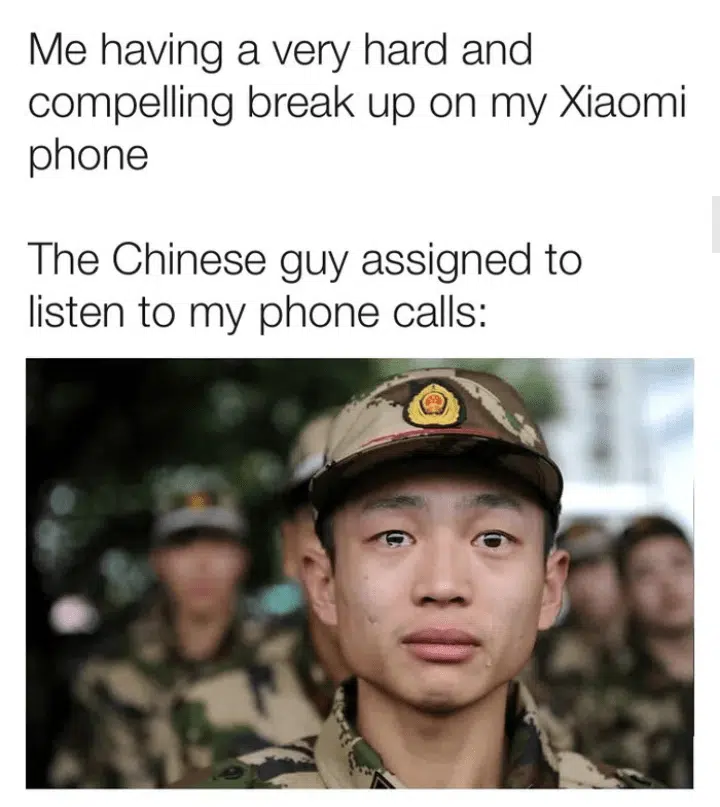 Me having a very hard and
compelling break up on my Xiaomi
phone
The Chinese guy assigned to
listen to my phone calls: